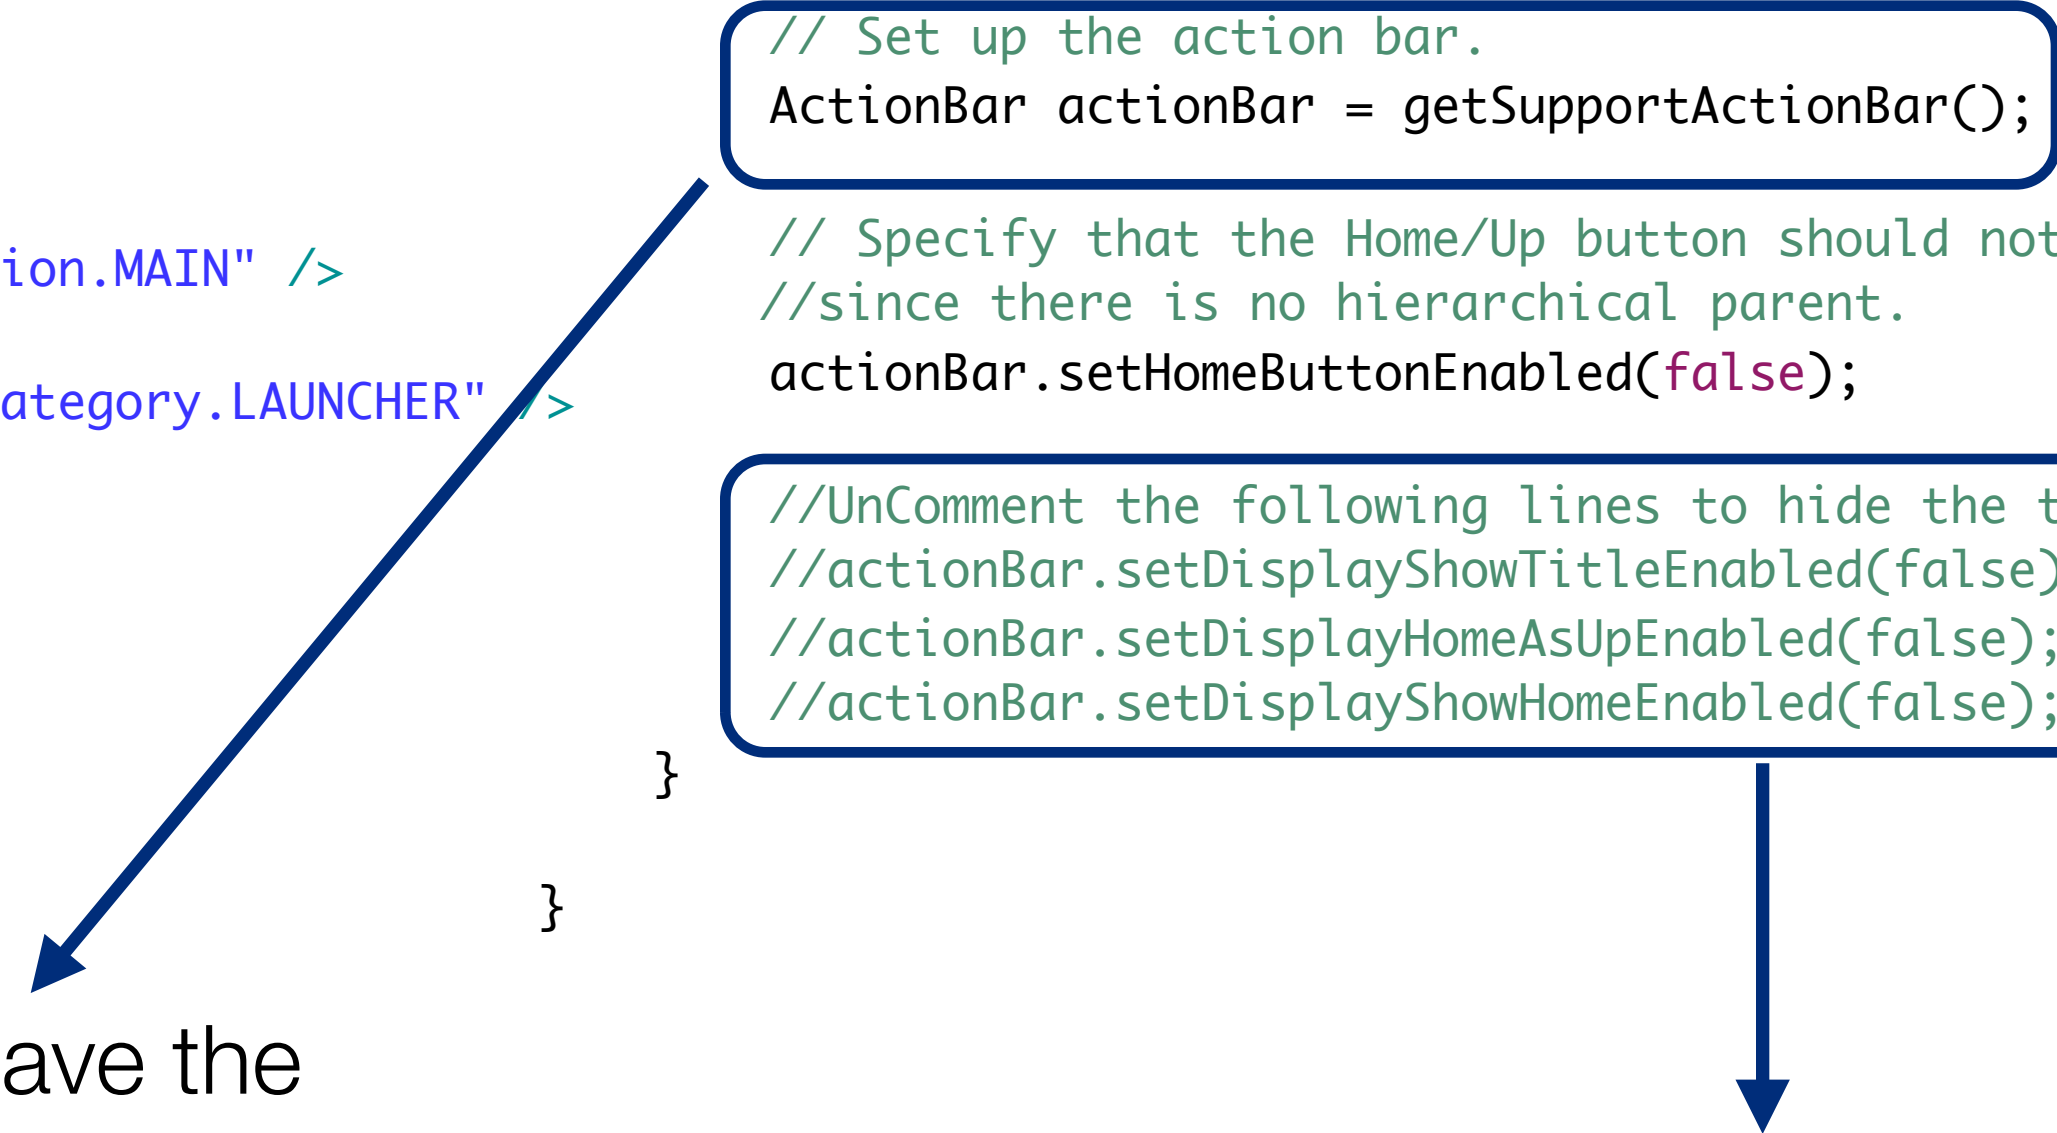 // Set up the action bar.
ActionBar actionBar = getSupportActionBar();
// Specify that the Home/Up button should not
//since there is no hierarchical parent.
actionBar.setHomeButtonEnabled(false);
//UnComment the following lines to hide the t
//actionBar.setDisplayShowTitleEnabled(false)
//actionBar.setDisplayHomeAsUpEnabled(false);
//actionBar.setDisplayShowHomeEnabled(false);
}
}
ion.MAIN" />
ategory.LAUNCHER" />
ave the